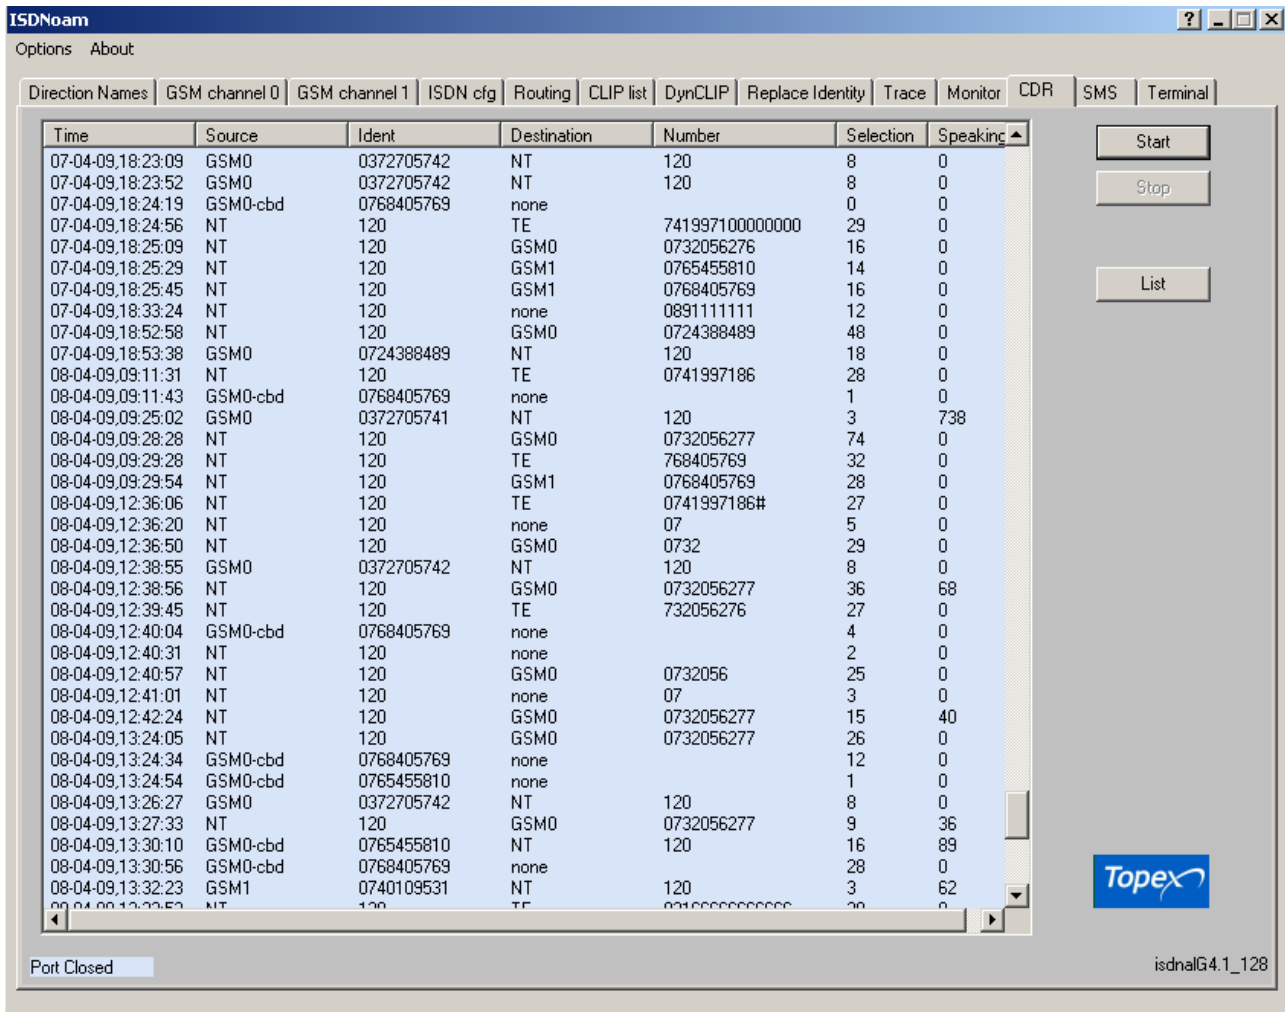 ISDNoam
Options About
Direction Names GSM channel 0 GSM channel 1 ISDN cfg Routing CLIP list DynCLIP Replace Identity Trace Monitor CDR SMS Terminal
Time Source Ident Destination Number Selection Speaking
07-04-09,18:23:09 GSM0 0372705742 NT 120 8 0
07-04-09,18:23:52 GSM0 0372705742 NT 120 8 0
07-04-09,18:24:19 GSM0-cbd 0768405769 none 0 0
07-04-09,18:24:56 NT 120 TE 741997100000000 29 0
07-04-09,18:25:09 NT 120 GSM0 0732056276 16 0
07-04-09,18:25:29 NT 120 GSM1 0765455810 14 0
07-04-09,18:25:45 NT 120 GSM1 0768405769 16 0
07-04-09,18:33:24 NT 120 none 0891111111 12 0
07-04-09,18:52:58 NT 120 GSM0 0724388489 48 0
07-04-09,18:53:38 GSM0 0724388489 NT 120 18 0
08-04-09,09:11:31 NT 120 TE 0741997186 28 0
08-04-09,09:11:43 GSM0-cbd 0768405769 none 1 0
08-04-09,09:25:02 GSM0 0372705741 NT 120 3 738
08-04-09,09:28:28 NT 120 GSM0 0732056277 74 0
08-04-09,09:29:28 NT 120 TE 768405769 32 0
08-04-09,09:29:54 NT 120 GSM1 0768405769 28 0
08-04-09,12:36:06 NT 120 TE 0741997186# 27 0
08-04-09,12:36:20 NT 120 none 07 5 0
08-04-09,12:36:50 NT 120 GSM0 0732 29 0
08-04-09,12:38:55 GSM0 0372705742 NT 120 8 0
08-04-09,12:38:56 NT 120 GSM0 0732056277 36 68
08-04-09,12:39:45 NT 120 TE 732056276 27 0
08-04-09,12:40:04 GSM0-cbd 0768405769 none 4 0
08-04-09,12:40:31 NT 120 none 2 0
08-04-09,12:40:57 NT 120 GSM0 0732056 25 0
08-04-09,12:41:01 NT 120 none 07 3 0
08-04-09,12:42:24 NT 120 GSM0 0732056277 15 40
08-04-09,13:24:05 NT 120 GSM0 0732056277 26 0
08-04-09,13:24:34 GSM0-cbd 0768405769 none 12 0
08-04-09,13:24:54 GSM0-cbd 0765455810 none 1 0
08-04-09,13:26:27 GSM0 0372705742 NT 120 8 0
08-04-09,13:27:33 NT 120 GSM0 0732056277 9 36
08-04-09,13:30:10 GSM0-cbd 0765455810 NT 120 16 89
08-04-09,13:30:56 GSM0-cbd 0768405769 none 28 0
08-04-09,13:32:23 GSM1 0740109531 NT 120 3 62
Start
Stop
List
Topex
Port Closed
isdnalG4.1_128